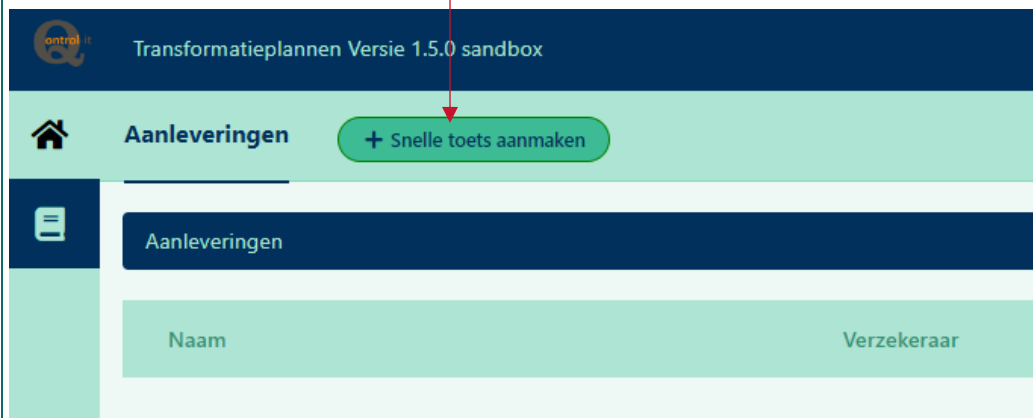 ontrol it
Q
Transformatieplannen Versie 1.5.0 sandbox
Aanleveringen
+ Snelle toets aanmaken
Aanleveringen
Naam Verzekeraar